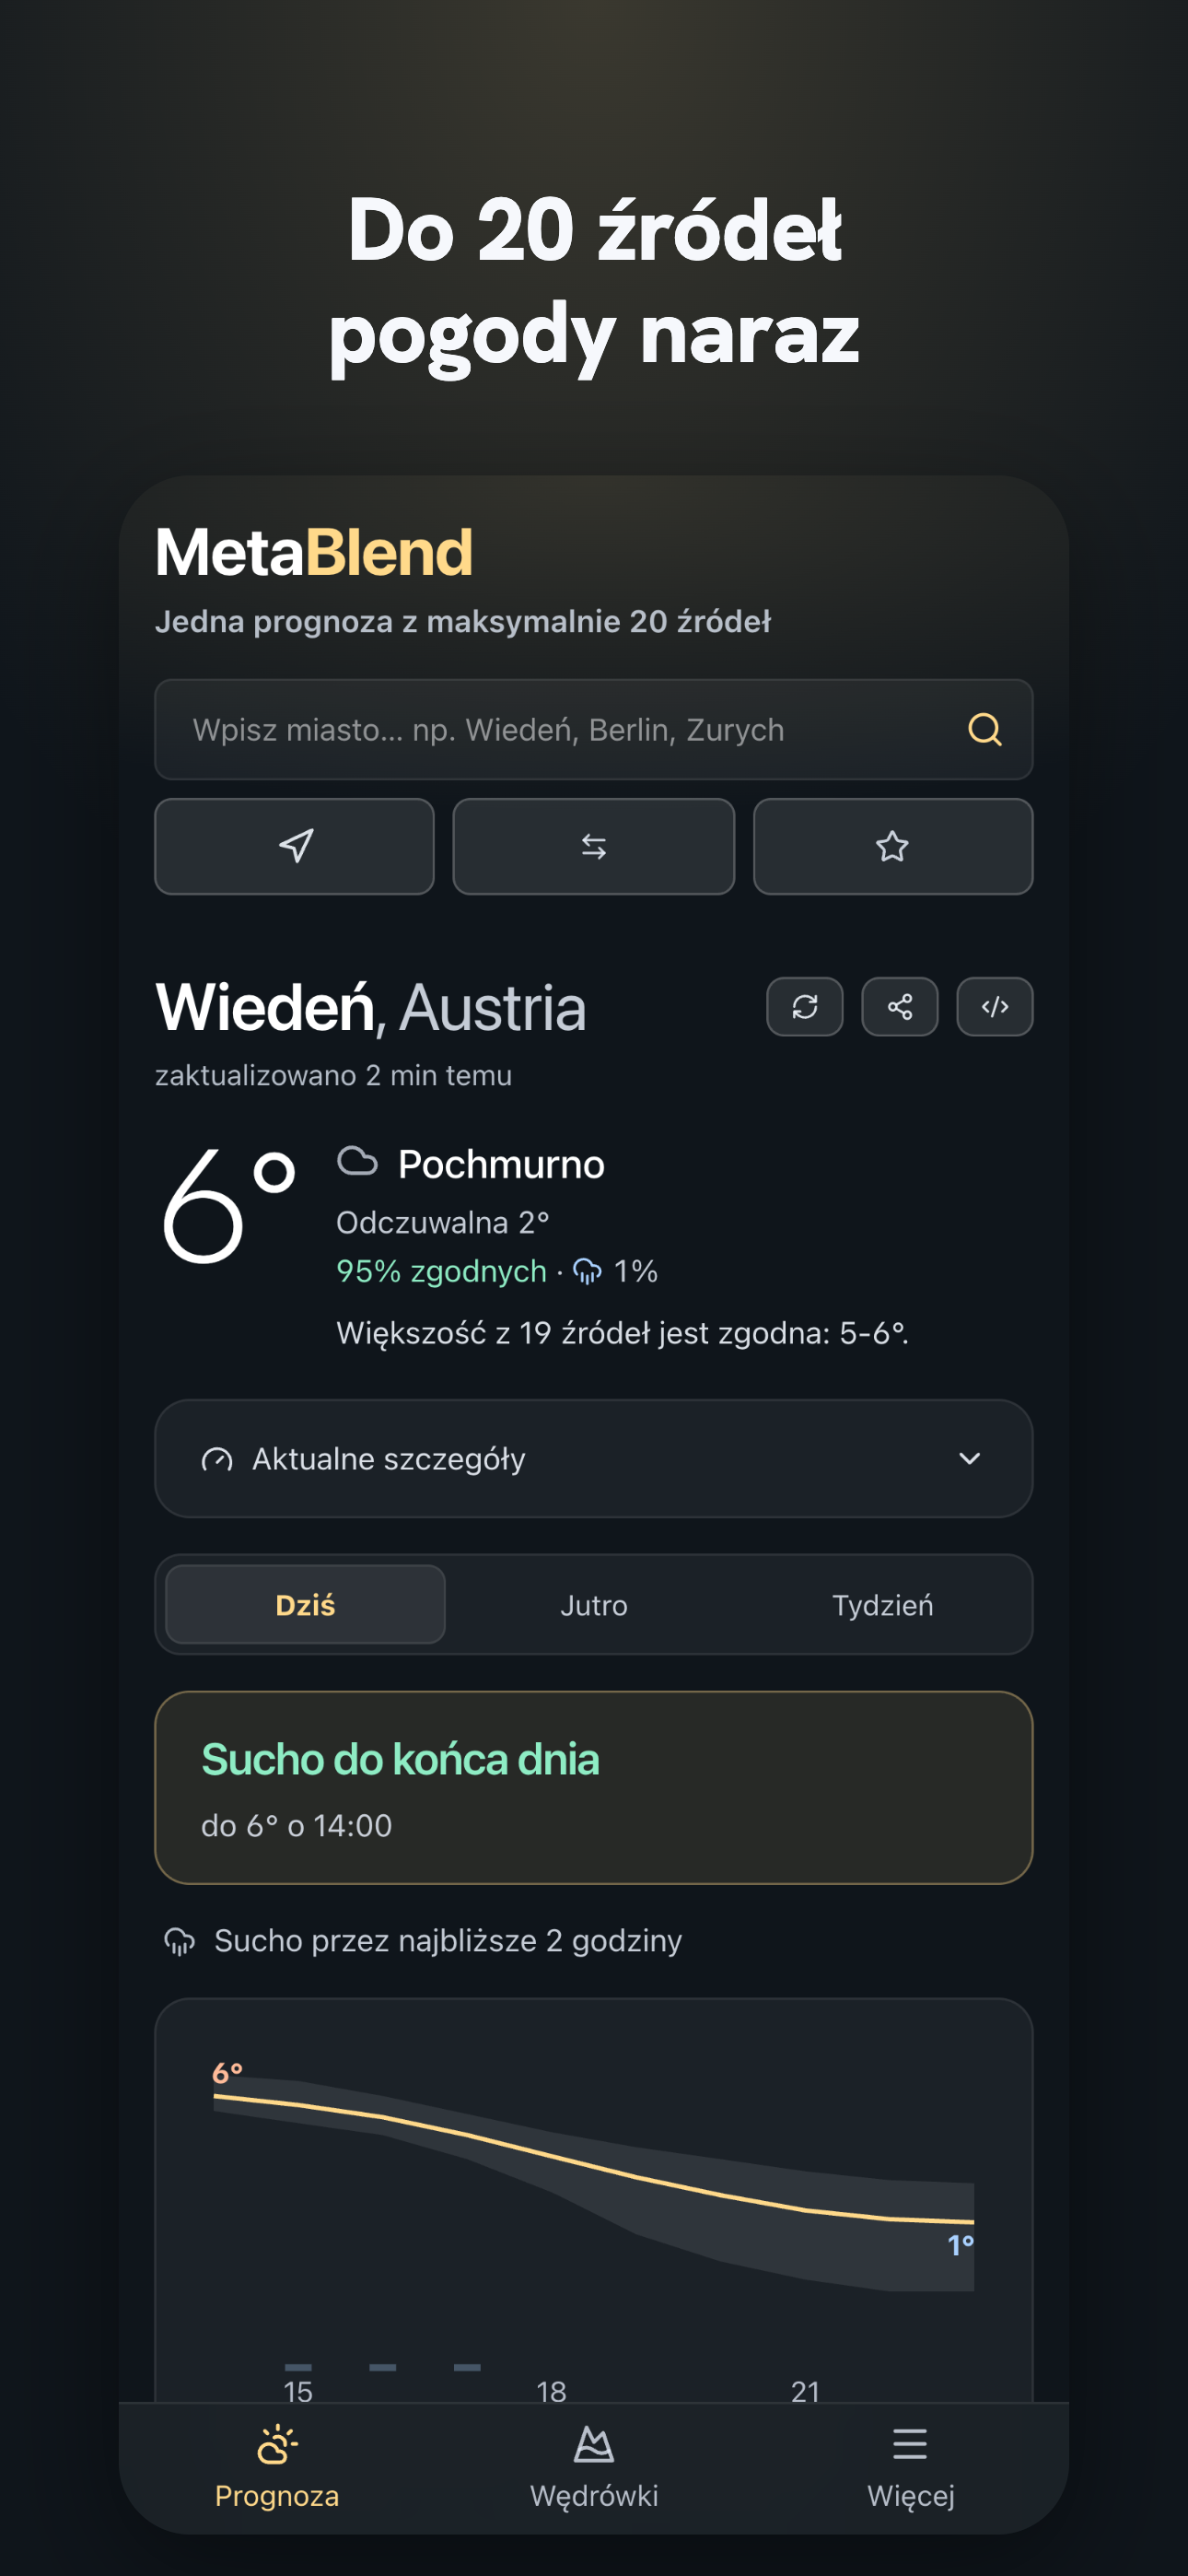 Do 20 źródeł
pogody naraz
MetaBlend
Jedna prognoza z maksymalnie 20 źródeł
Wpisz miasto... np. Wiedeń, Berlin, Zurych
Wiedeń, Austria
zaktualizowano 2 min temu
6°
Pochmurno
Odczuwalna 2°
95% zgodnych · 1%
Większość z 19 źródeł jest zgodna: 5-6°.
Aktualne szczegóły
Dziś Jutro Tydzień
Sucho do końca dnia
do 6° o 14:00
Sucho przez najbliższe 2 godziny
6°
1°
15 18 21
Prognoza Wędrówki Więcej